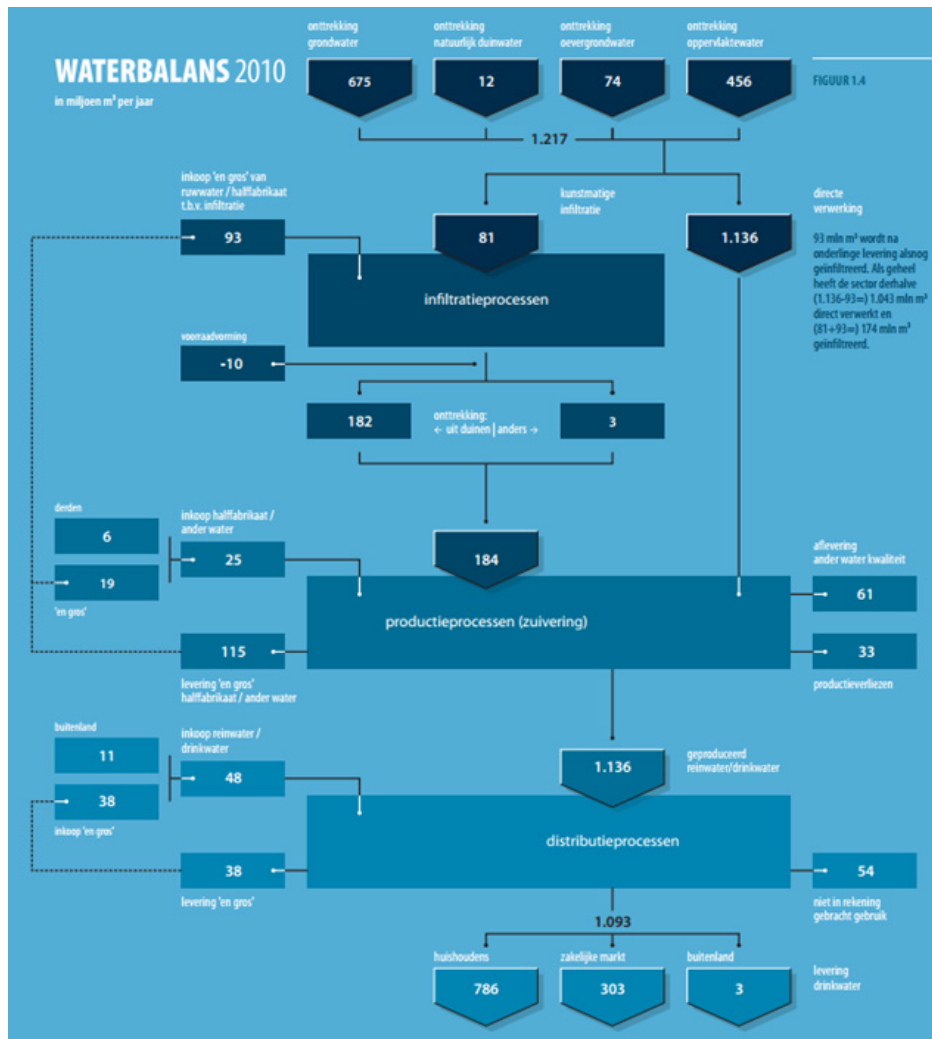 onttrekking
grondwater
onttrekking
natuurlijk duinwater
onttrekking
oevergrondwater
onttrekking
oppervlaktewater
WATERBALANS 2010
in miljoen m³ per jaar
675
12
74
456
FIGUUR 1.4
1.217
inkoop 'en gros' van
ruwwater / halffabrikaat
t.b.v. infiltratie
93
kunstmatige
infiltratie
81
1.136
directe
verwerking
93 mln m³ wordt na
onderlinge levering alsnog
geïnfiltreerd. Als geheel
heeft de sector derhalve
(1.136-93=) 1.043 mln m³
direct verwerkt en
(81+93=) 174 mln m³
geïnfiltreerd.
infiltratieprocessen
voorraadvorming
-10
182
onttrekking:
← uit duinen | anders →
3
derden
6
19
'en gros'
inkoop halffabrikaat /
ander water
25
184
aflevering
ander water kwaliteit
61
productieprocessen (zuivering)
115
levering 'en gros'
halffabrikaat / ander water
33
productieverliezen
buitenland
11
38
inkoop 'en gros'
inkoop reinwater /
drinkwater
48
1.136
geproduceerd
reinwater/drinkwater
distributieprocessen
38
levering 'en gros'
54
niet in rekening
gebracht gebruik
1.093
huishoudens
786
zakelijke markt
303
buitenland
3
levering
drinkwater